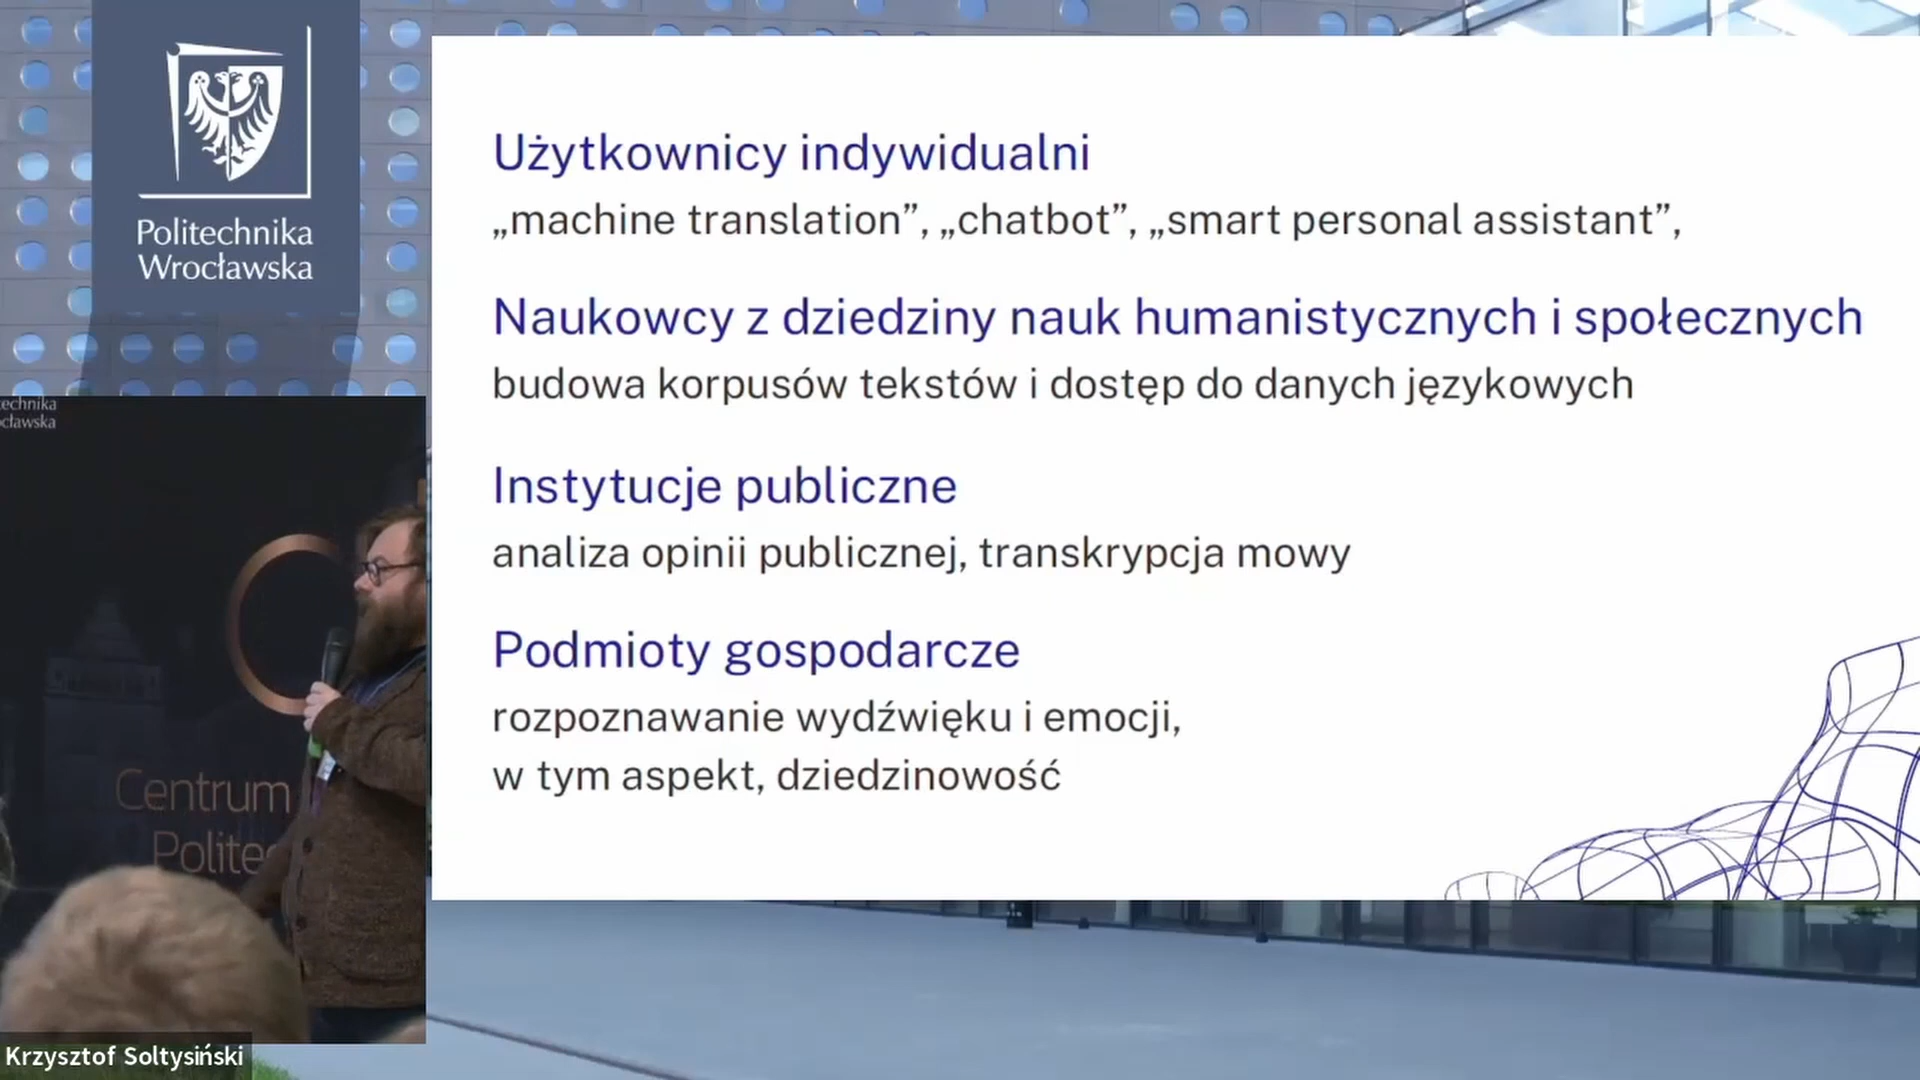 Politechnika
Wrocławska
Użytkownicy indywidualni
„machine translation”, „chatbot”, „smart personal assistant”,
Naukowcy z dziedziny nauk humanistycznych i społecznych
budowa korpusów tekstów i dostęp do danych językowych
Instytucje publiczne
analiza opinii publicznej, transkrypcja mowy
Podmioty gospodarcze
rozpoznawanie wydźwięku i emocji,
w tym aspekt, dziedzinowość
echnika
cławska
Centrum
Polite
Krzysztof Sołtysiński